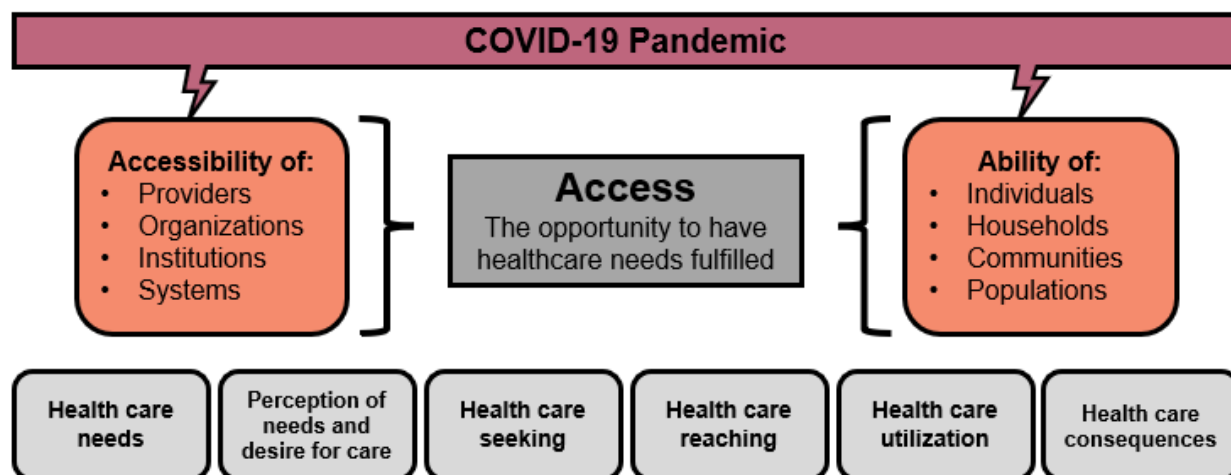 COVID-19 Pandemic
Accessibility of:
• Providers
• Organizations
• Institutions
• Systems
Access
The opportunity to have
healthcare needs fulfilled
Ability of:
• Individuals
• Households
• Communities
• Populations
Health care
needs
Perception of
needs and
desire for care
Health care
seeking
Health care
reaching
Health care
utilization
Health care
consequences